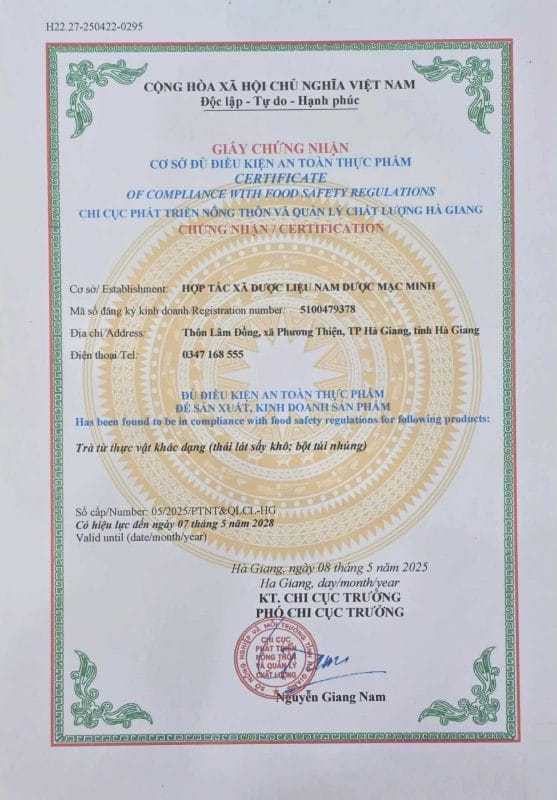 H22.27-250422-0295
CỘNG HÒA XÃ HỘI CHỦ NGHĨA VIỆT NAM
Độc lập - Tự do - Hạnh phúc
GIẤY CHỨNG NHẬN
CƠ SỞ ĐỦ ĐIỀU KIỆN AN TOÀN THỰC PHẨM
CERTIFICATE
OF COMPLIANCE WITH FOOD SAFETY REGULATIONS
CHI CỤC PHÁT TRIỂN NÔNG THÔN VÀ QUẢN LÝ CHẤT LƯỢNG HÀ GIANG
CHỨNG NHẬN / CERTIFICATION
Cơ sở/ Establishment: HỢP TÁC XÃ DƯỢC LIỆU NAM DƯỢC MẠC MINH
Mã số đăng ký kinh doanh/Registration number: 5100479378
Địa chỉ/Address: Thôn Lâm Đồng, xã Phương Thiện, TP Hà Giang, tỉnh Hà Giang
Điện thoại/Tel: 0347 168 555
ĐỦ ĐIỀU KIỆN AN TOÀN THỰC PHẨM
ĐỂ SẢN XUẤT, KINH DOANH SẢN PHẨM
Has been found to be in compliance with food safety regulations for following products:
Trà từ thực vật khác dạng (thái lát sấy khô; bột túi nhúng)
Số cấp/Number: 05/2025/PTNT&QLCL-HG
Có hiệu lực đến ngày 07 tháng 5 năm 2028
Valid until (date/month/year)
Hà Giang, ngày 08 tháng 5 năm 2025
Ha Giang, day/month/year
KT. CHI CỤC TRƯỞNG
PHÓ CHI CỤC TRƯỞNG
SỞ NÔNG NGHIỆP VÀ MÔI TRƯỜNG TỈNH HÀ GIANG
CHI CỤC
PHÁT TRIỂN
NÔNG THÔN
VÀ QUẢN LÝ
CHẤT LƯỢNG
Nguyễn Giang Nam